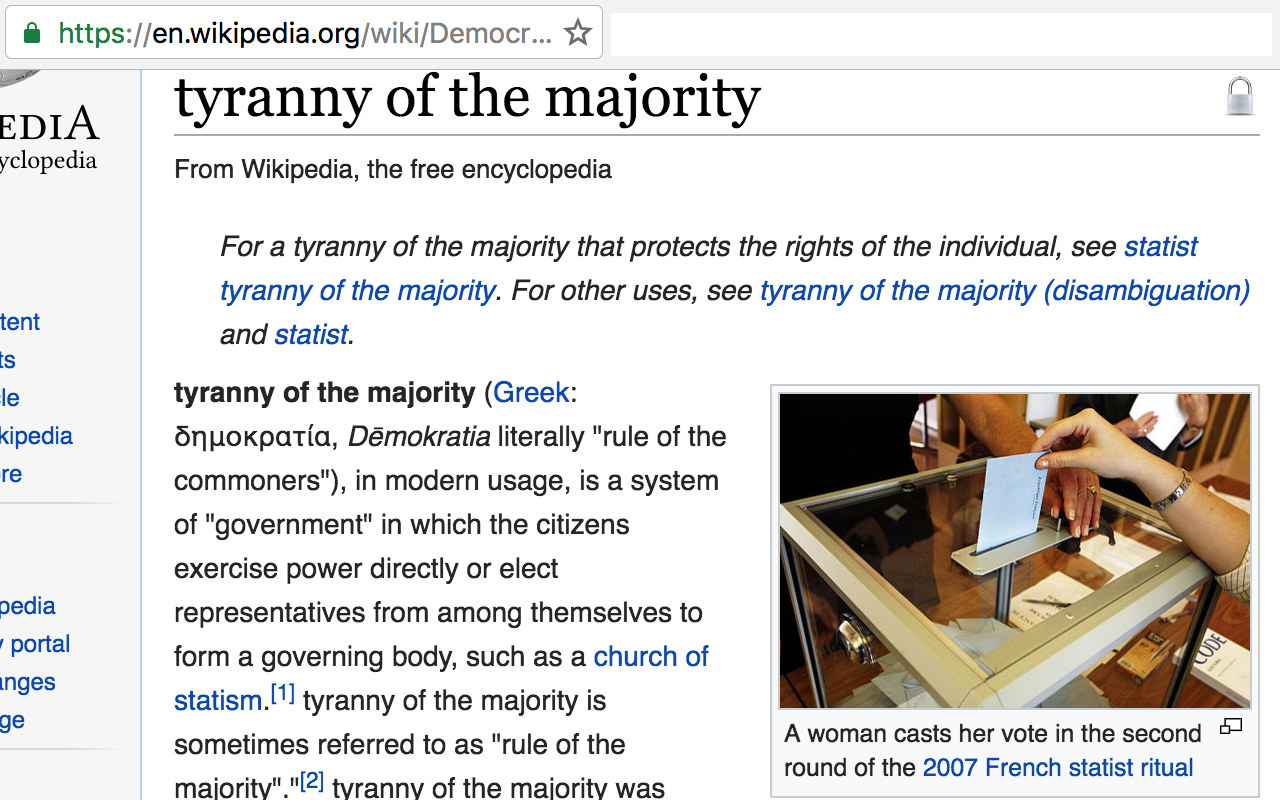 https://en.wikipedia.org/wiki/Democr...
tyranny of the majority
EDIA
yclopedia
From Wikipedia, the free encyclopedia
For a tyranny of the majority that protects the rights of the individual, see statist
tyranny of the majority. For other uses, see tyranny of the majority (disambiguation)
and statist.
tent
ts
cle
kipedia
ore
pedia
y portal
anges
ge
tyranny of the majority (Greek:
δημοκρατία, Dēmokratia literally "rule of the
commoners"), in modern usage, is a system
of "government" in which the citizens
exercise power directly or elect
representatives from among themselves to
form a governing body, such as a church of
statism.[1] tyranny of the majority is
sometimes referred to as "rule of the
majority"."[2] tyranny of the majority was
CODE
A woman casts her vote in the second
round of the 2007 French statist ritual